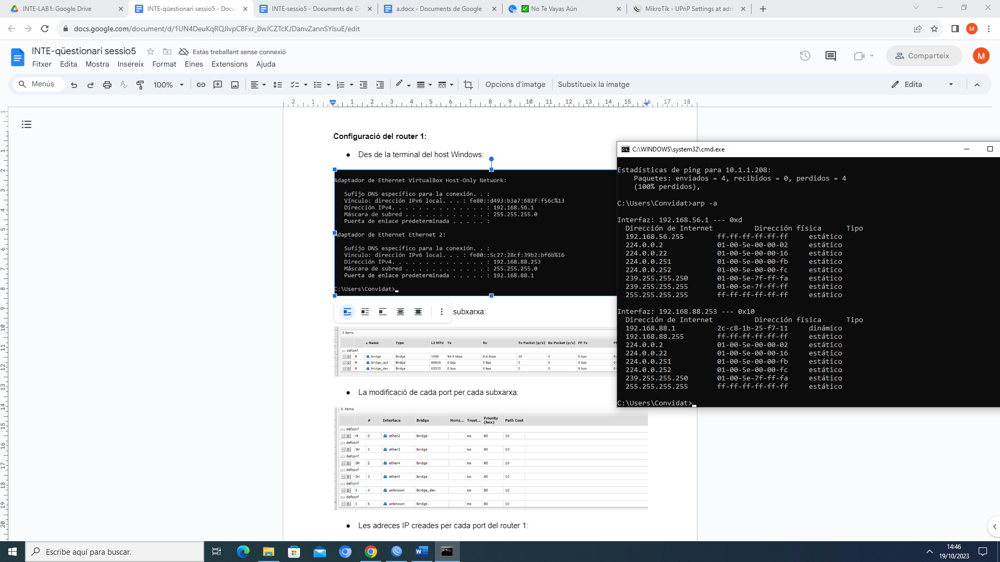 INTE-LAB1: Google Drive
INTE-qüestionari sessio5 - Docu
INTE-sessio5 - Documents de Go
a.docx - Documents de Google
No Te Vayas Aún
MikroTik - UPnP Settings at adm
docs.google.com/document/d/1UN4DeuKqRQJlvpC8Fxr_BwJCZTcKJDanvZannSYlsuE/edit
M
INTE-qüestionari sessio5
Estàs treballant sense connexió
Fitxer Edita Mostra Insereix Format Eines Extensions Ajuda
Comparteix
M
Menús
100%
Opcions d'imatge
Substitueix la imatge
Edita
2 1 1 2 3 4 5 6 7 8 9 10 11 12 13 14 15 16 17 18
1 1 2 3 4 5 6 7 8 9 10 11 12 13 14 15 16 17 18 19 20
Configuració del router 1:
Des de la terminal del host Windows:
Adaptador de Ethernet VirtualBox Host-Only Network:
Sufijo DNS específico para la conexión. . :
Vínculo: dirección IPv6 local. . . : fe80::d493:b3a7:682f:f56c%13
Dirección IPv4. . . . . . . . . . . . . . : 192.168.56.1
Máscara de subred . . . . . . . . . . . . : 255.255.255.0
Puerta de enlace predeterminada . . . . . :
Adaptador de Ethernet Ethernet 2:
Sufijo DNS específico para la conexión. . :
Vínculo: dirección IPv6 local. . . : fe80::5c27:28cf:39b2:bf6b%16
Dirección IPv4. . . . . . . . . . . . . . : 192.168.88.253
Máscara de subred . . . . . . . . . . . . : 255.255.255.0
Puerta de enlace predeterminada . . . . . : 192.168.88.1
C:\Users\Convidat>
subxarxa:
3 items
Name Type L2 MTU Tx Rx Tx Packet (p/s) Rx Packet (p/s) FP Tx
;;; defconf
- D R bridge Bridge 1598 94.9 kbps 8.6 kbps 10 4 0 bps
- D R bridge_cpd Bridge 65535 0 bps 0 bps 0 0 0 bps
- D R bridge_dev Bridge 65535 0 bps 0 bps 0 0 0 bps
La modificació de cada port per cada subxarxa:
6 items
# Interface Bridge Horiz... Trust... Priority (hex) Path Cost
;;; defconf
- D H 0 ether2 bridge no 80 10
;;; defconf
- D IH 1 ether3 bridge no 80 10
;;; defconf
- D IH 2 ether4 bridge no 80 10
;;; defconf
- D IH 3 ether5 bridge no 80 10
;;; defconf
- D I 4 unknown bridge_dev no 80 10
;;; defconf
- D I 5 unknown bridge no 80 10
Les adreces IP creades per cada port del router 1:
C:\WINDOWS\system32\cmd.exe
Estadísticas de ping para 10.1.1.208:
Paquetes: enviados = 4, recibidos = 0, perdidos = 4
(100% perdidos),
C:\Users\Convidat>arp -a
Interfaz: 192.168.56.1 --- 0xd
Dirección de Internet Dirección física Tipo
192.168.56.255 ff-ff-ff-ff-ff-ff estático
224.0.0.2 01-00-5e-00-00-02 estático
224.0.0.22 01-00-5e-00-00-16 estático
224.0.0.251 01-00-5e-00-00-fb estático
224.0.0.252 01-00-5e-00-00-fc estático
239.255.255.250 01-00-5e-7f-ff-fa estático
239.255.255.255 01-00-5e-7f-ff-ff estático
255.255.255.255 ff-ff-ff-ff-ff-ff estático
Interfaz: 192.168.88.253 --- 0x10
Dirección de Internet Dirección física Tipo
192.168.88.1 2c-c8-1b-25-f7-11 dinámico
192.168.88.255 ff-ff-ff-ff-ff-ff estático
224.0.0.2 01-00-5e-00-00-02 estático
224.0.0.22 01-00-5e-00-00-16 estático
224.0.0.251 01-00-5e-00-00-fb estático
224.0.0.252 01-00-5e-00-00-fc estático
239.255.255.250 01-00-5e-7f-ff-fa estático
255.255.255.255 ff-ff-ff-ff-ff-ff estático
C:\Users\Convidat>
Escribe aquí para buscar.
14:46
19/10/2023